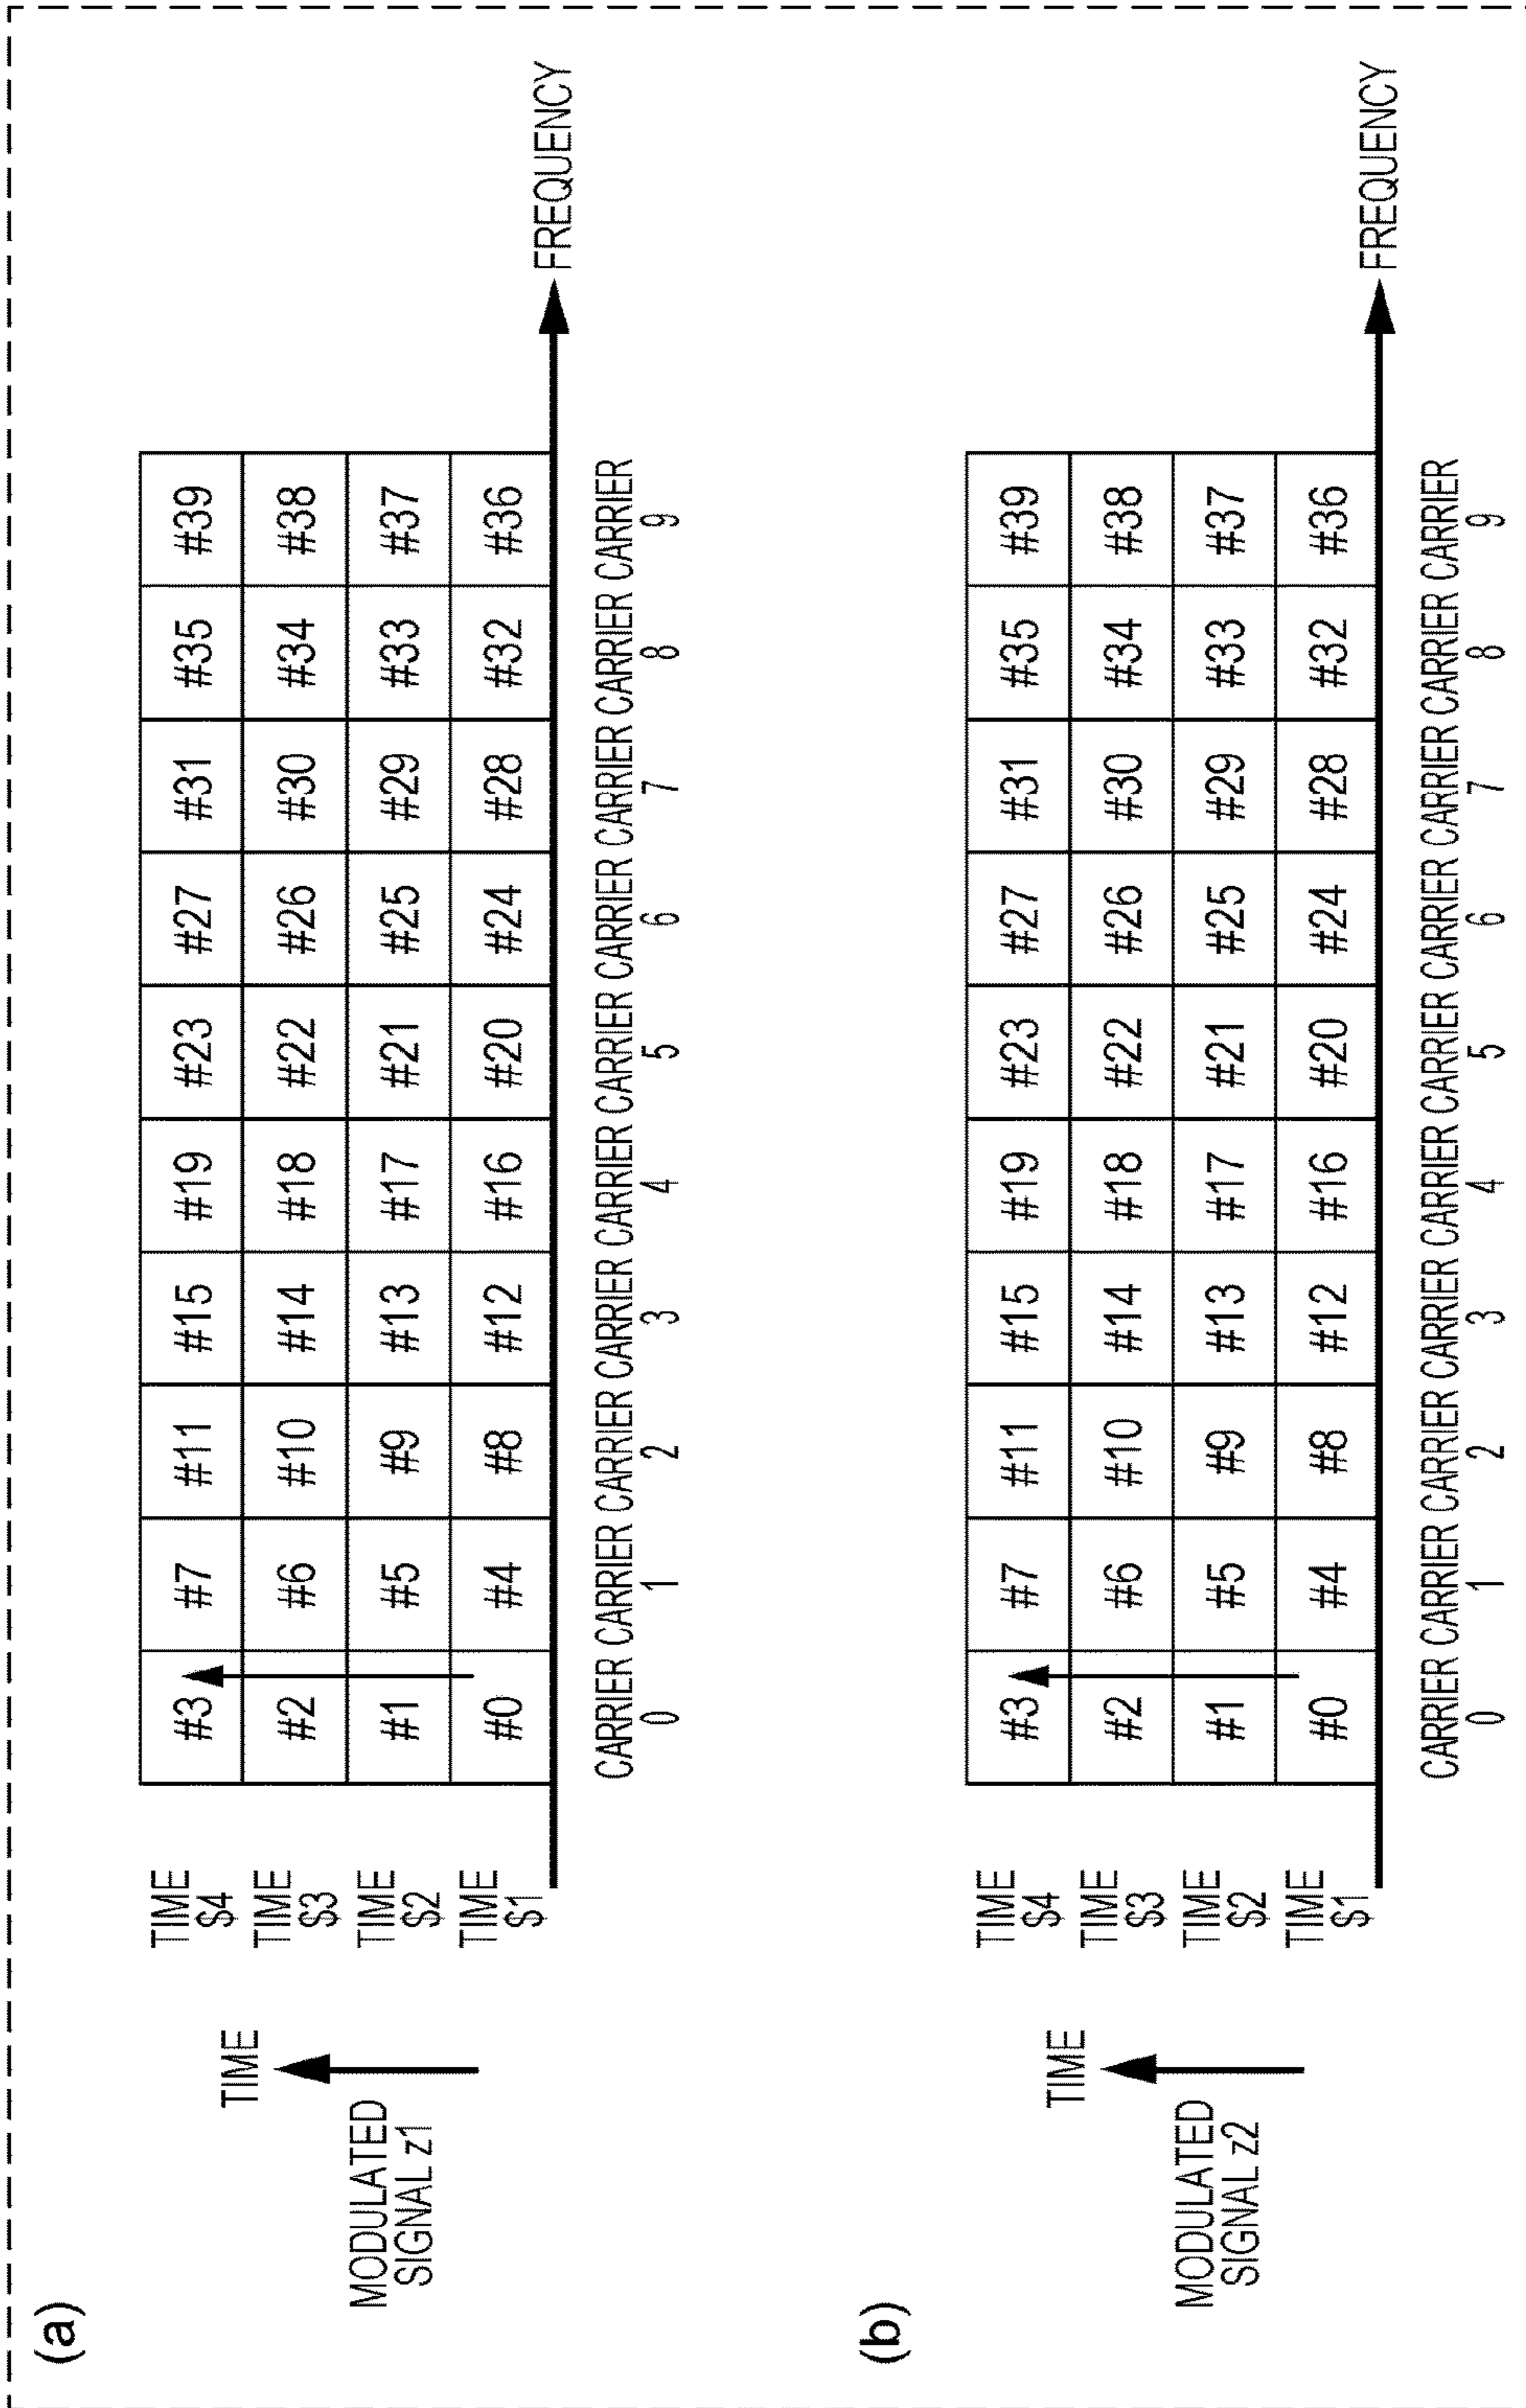 (a)
MODULATED
SIGNAL z1
TIME
TIME
$4
#3 #7 #11 #15 #19 #23 #27 #31 #35 #39
TIME
$3
#2 #6 #10 #14 #18 #22 #26 #30 #34 #38
TIME
$2
#1 #5 #9 #13 #17 #21 #25 #29 #33 #37
TIME
$1
#0 #4 #8 #12 #16 #20 #24 #28 #32 #36
FREQUENCY
CARRIER CARRIER CARRIER CARRIER CARRIER CARRIER CARRIER CARRIER CARRIER CARRIER
0 1 2 3 4 5 6 7 8 9
(b)
MODULATED
SIGNAL z2
TIME
TIME
$4
#3 #7 #11 #15 #19 #23 #27 #31 #35 #39
TIME
$3
#2 #6 #10 #14 #18 #22 #26 #30 #34 #38
TIME
$2
#1 #5 #9 #13 #17 #21 #25 #29 #33 #37
TIME
$1
#0 #4 #8 #12 #16 #20 #24 #28 #32 #36
FREQUENCY
CARRIER CARRIER CARRIER CARRIER CARRIER CARRIER CARRIER CARRIER CARRIER CARRIER
0 1 2 3 4 5 6 7 8 9